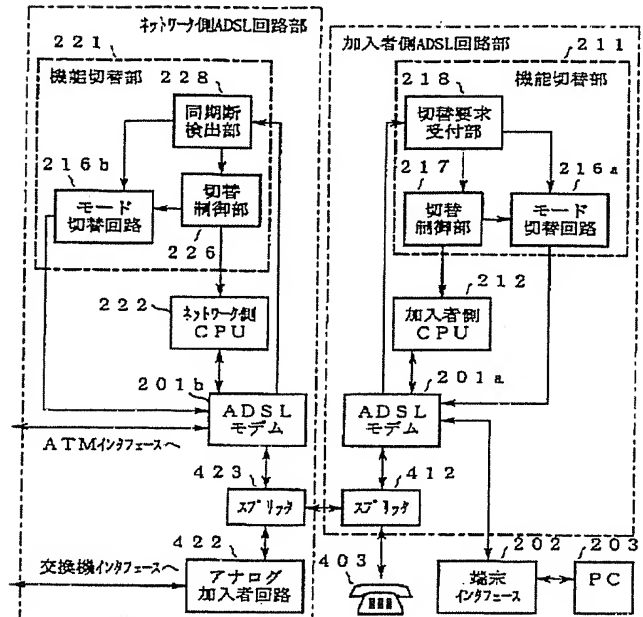 ネットワーク側ADSL回路部
221
機能切替部
228
同期断
検出部
216b
モード
切替回路
切替
制御部
226
222
ネットワーク側
CPU
201b
ADSL
モデム
ATMインタフェースへ
423
スプリッタ
422
交換機インタフェースへ
アナログ
加入者回路
加入者側ADSL回路部
211
機能切替部
218
切替要求
受付部
217
216a
切替
制御部
モード
切替回路
212
加入者側
CPU
201a
ADSL
モデム
412
スプリッタ
403
202
端末
インタフェース
203
PC